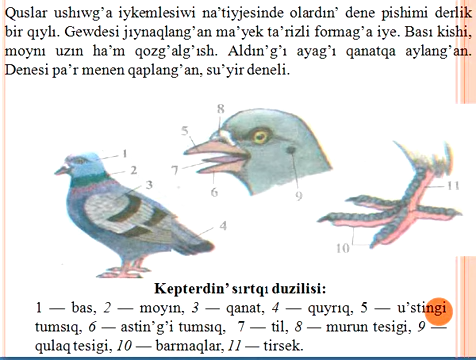 Quslar ushıwg'a iykemlesiwi na'tiyjesinde olardın' dene pishimi derlik
bir qıylı. Gewdesi jıynaqlang'an ma'yek ta'rizli formag'a iye. Bası kishi,
moynı uzın ha'm qozg'alg'ısh. Aldın'g'ı ayag'ı qanatqa aylang'an.
Denesi pa'r menen qaplang'an, su'yir deneli.
8
5
1
2
7
3
6
9
11
4
10
Kepterdin' sırtqı duzilisi:
1 — bas, 2 — moyın, 3 — qanat, 4 — quyrıq, 5 — u'stingi
tumsıq, 6 — astin'g'i tumsıq, 7 — til, 8 — murun tesigi, 9 —
qulaq tesigi, 10 — barmaqlar, 11 — tirsek.